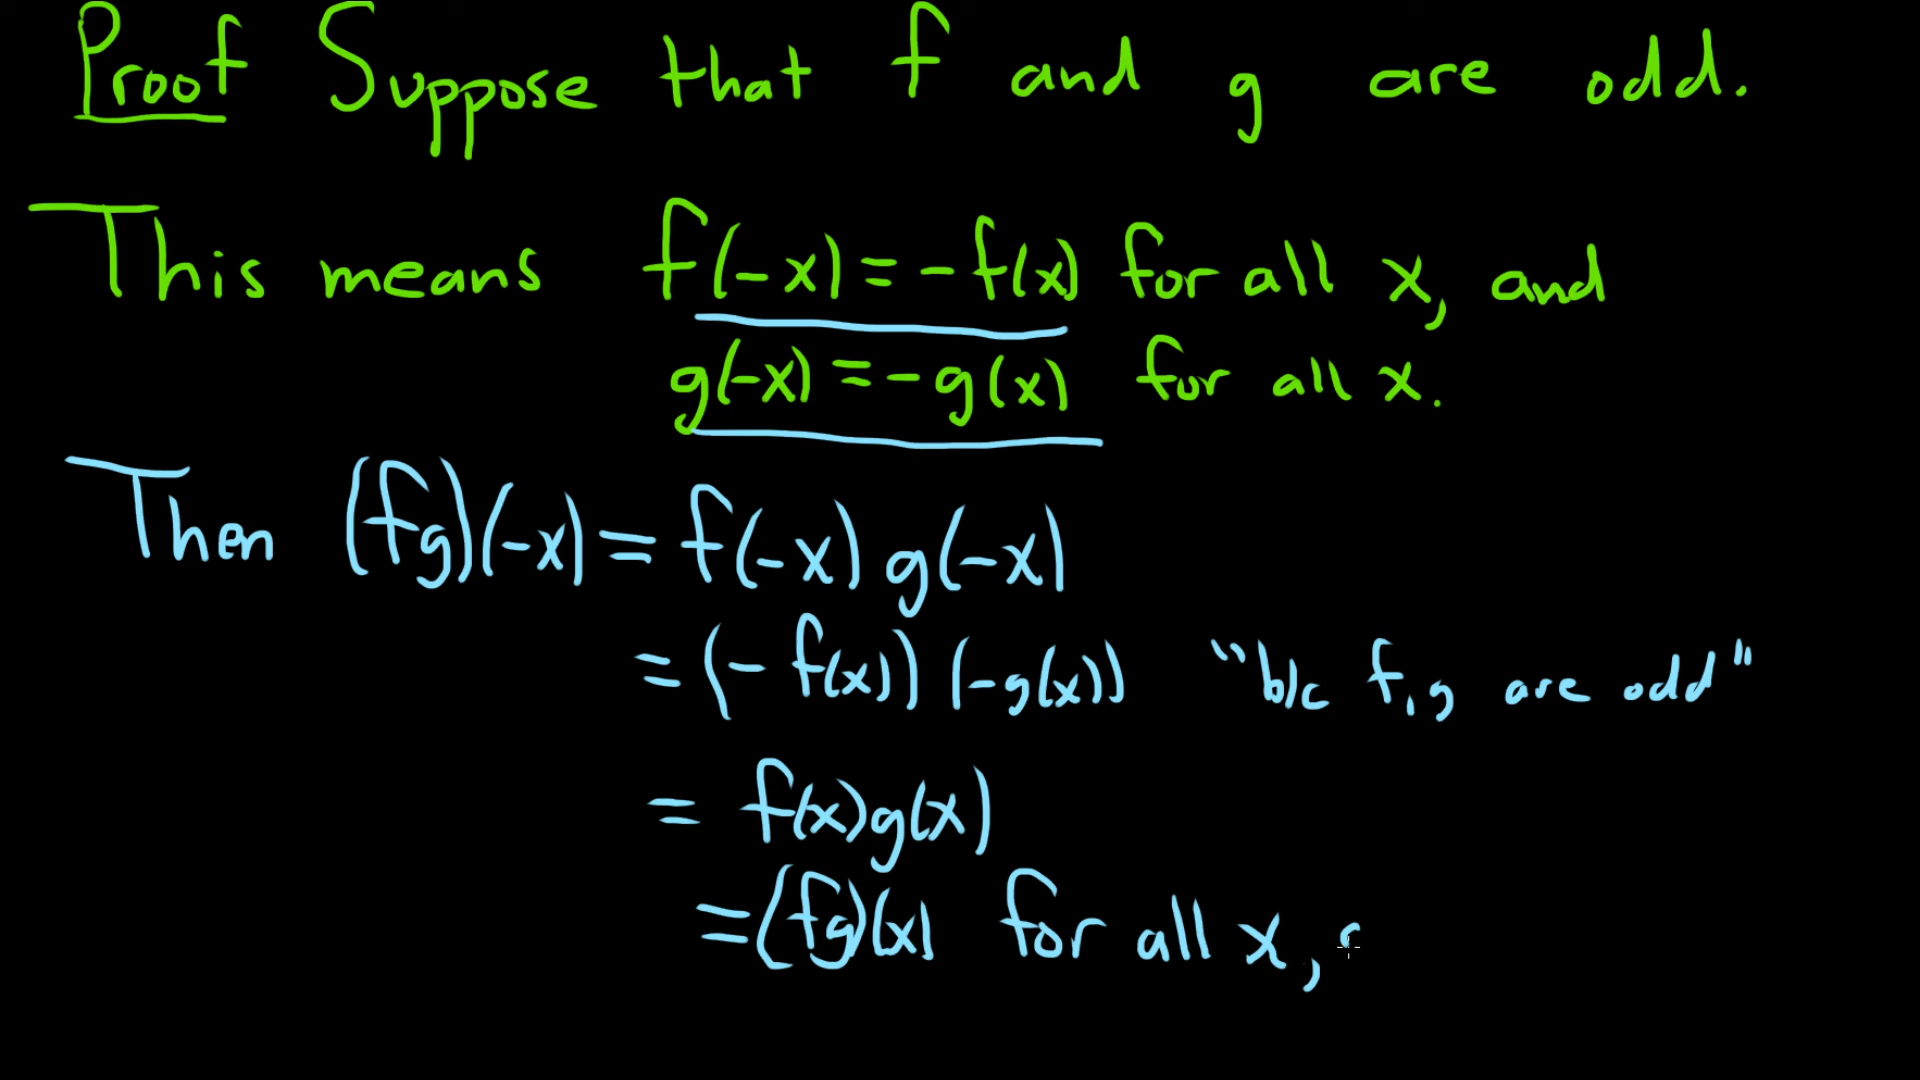 Proof Suppose that f and g are odd.
This means f(-x) = -f(x) for all x, and
g(-x) = -g(x) for all x.
Then (fg)(-x) = f(-x) g(-x)
= (-f(x)) (-g(x)) "b/c f, g are odd"
= f(x)g(x)
= (fg)(x) for all x,